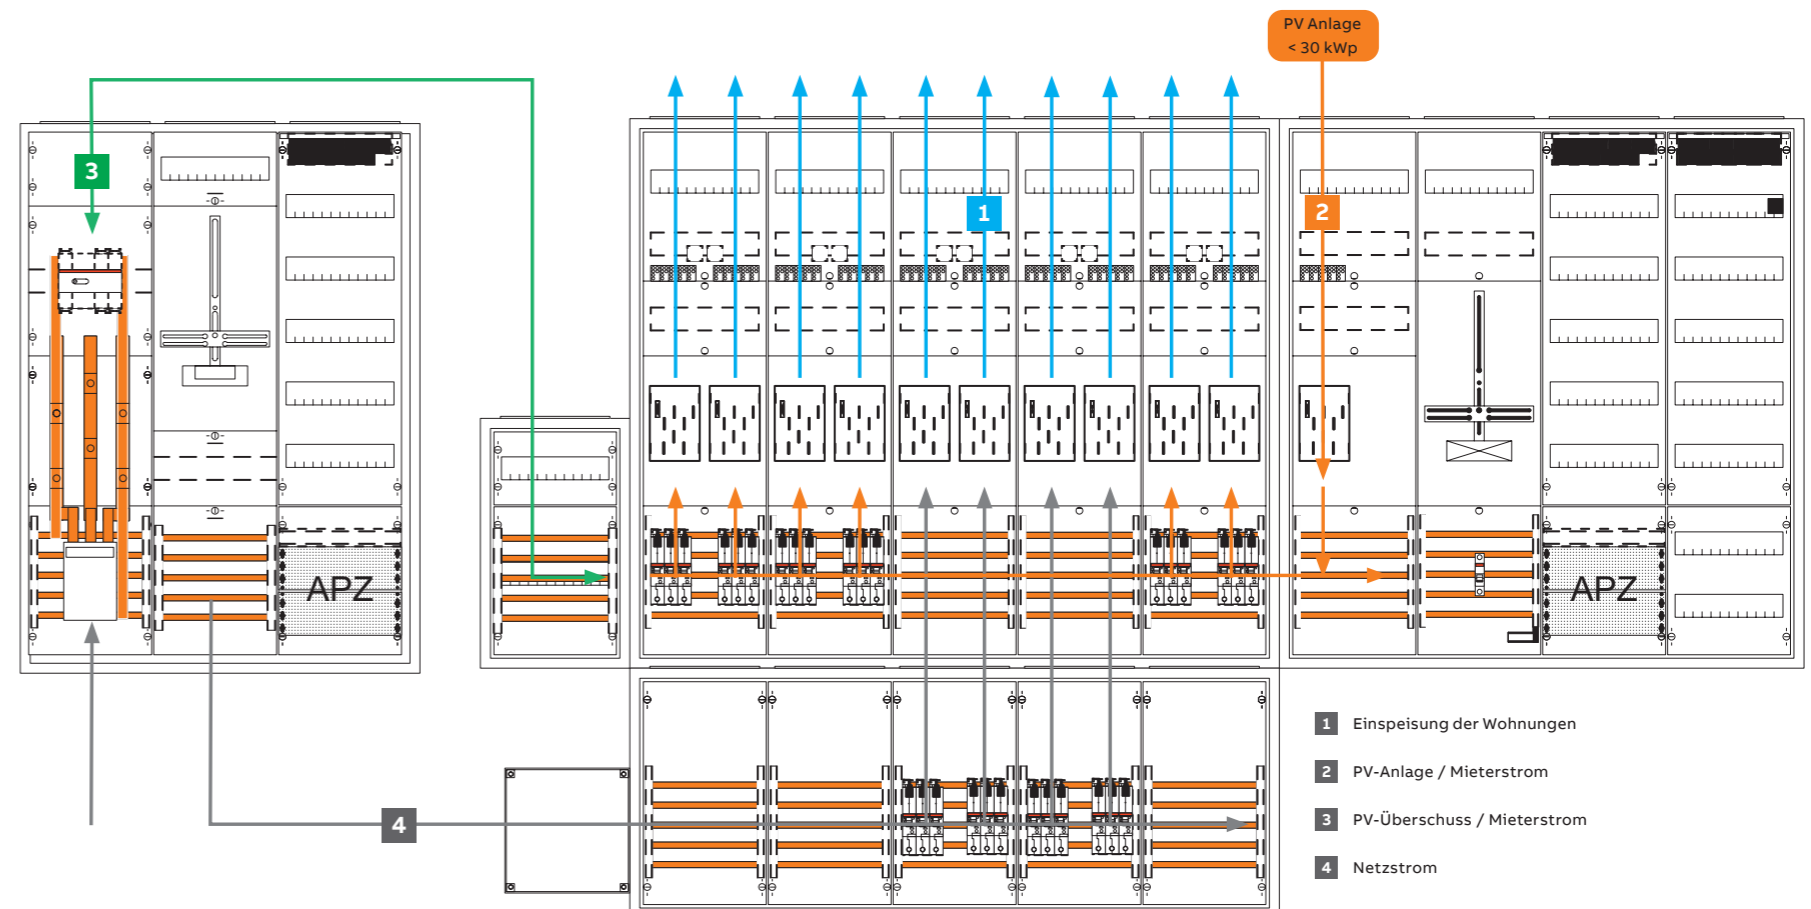 PV Anlage
< 30 kWp
3
1
2
APZ
APZ
4
1 Einspeisung der Wohnungen
2 PV-Anlage / Mieterstrom
3 PV-Überschuss / Mieterstrom
4 Netzstrom